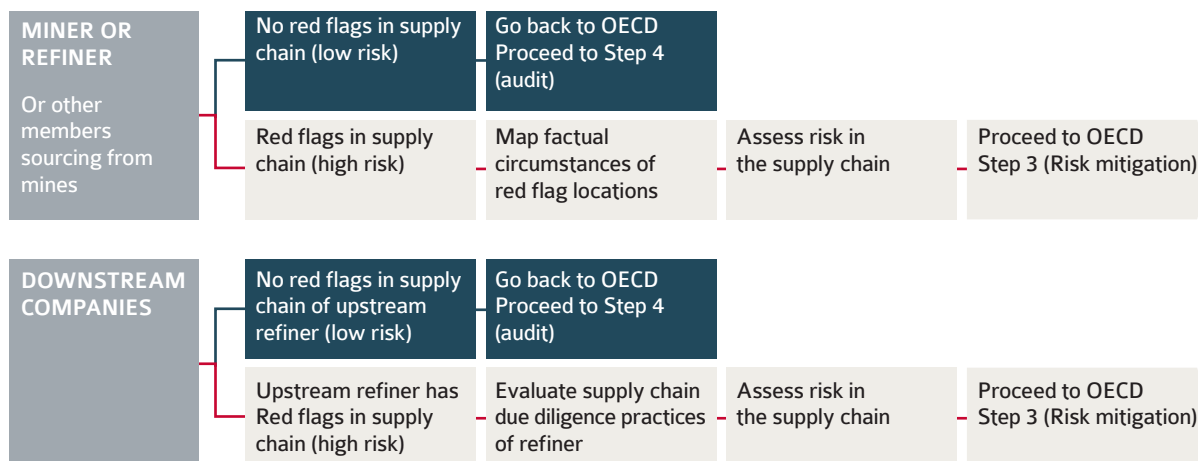 MINER OR
REFINER
Or other
members
sourcing from
mines
No red flags in supply
chain (low risk)
Go back to OECD
Proceed to Step 4
(audit)
Red flags in supply
chain (high risk)
Map factual
circumstances of
red flag locations
Assess risk in
the supply chain
Proceed to OECD
Step 3 (Risk mitigation)
DOWNSTREAM
COMPANIES
No red flags in supply
chain of upstream
refiner (low risk)
Go back to OECD
Proceed to Step 4
(audit)
Upstream refiner has
Red flags in supply
chain (high risk)
Evaluate supply chain
due diligence practices
of refiner
Assess risk in
the supply chain
Proceed to OECD
Step 3 (Risk mitigation)